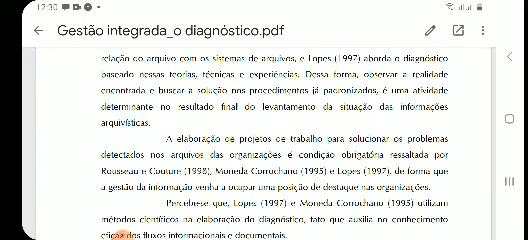 12:30
Gestão integrada_o diagnóstico.pdf
relação do arquivo com os sistemas de arquivos, e Lopes (1997) aborda o diagnóstico
baseado nessas teorias, técnicas e experiências. Dessa forma, observar a realidade
encontrada e buscar a solução nos procedimentos já padronizados, é uma atividade
determinante no resultado final do levantamento da situação das informações
arquivísticas.
A elaboração de projetos de trabalho para solucionar os problemas
detectados nos arquivos das organizações é condição obrigatória ressaltada por
Rousseau e Couture (1998), Moneda Corrochano (1995) e Lopes (1997), de forma que
a gestão da informação venha a ocupar uma posição de destaque nas organizações.
Percebe-se que, Lopes (1997) e Moneda Corrochano (1995) utilizam
métodos científicos na elaboração do diagnóstico, fato que auxilia no conhecimento
eficaz dos fluxos informacionais e documentais.